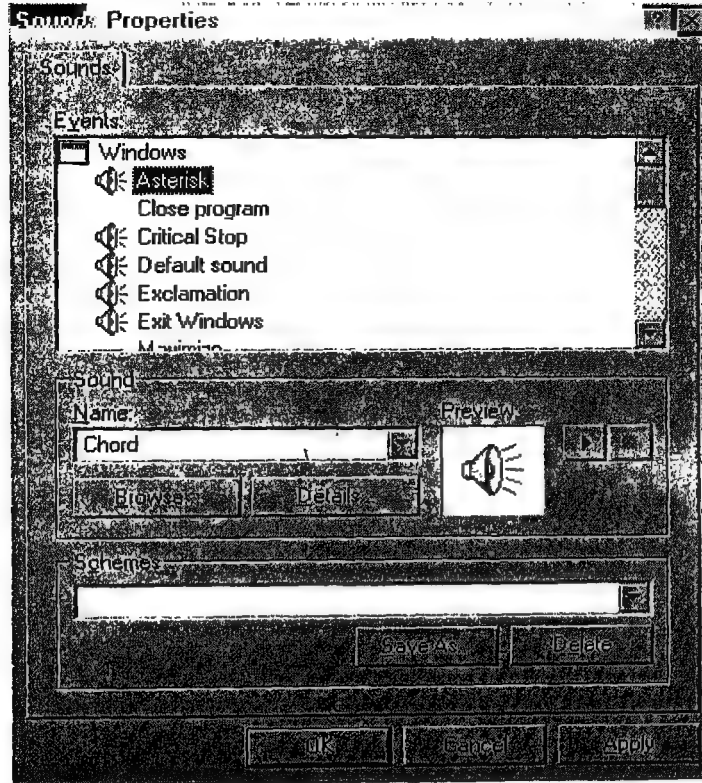 Sounds Properties
Sounds
Events:
Windows
Asterisk
Close program
Critical Stop
Default sound
Exclamation
Exit Windows
Maximize
Sound
Name:
Preview:
Chord
Browse...
Details...
Schemes
Save As...
Delete
OK
Cancel
Apply